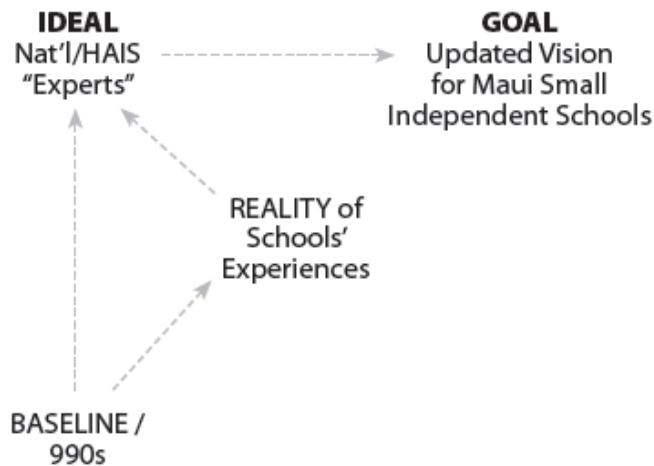 IDEAL
Nat'l/HAIS
“Experts”
GOAL
Updated Vision
for Maui Small
Independent Schools
REALITY of
Schools’
Experiences
BASELINE /
990s